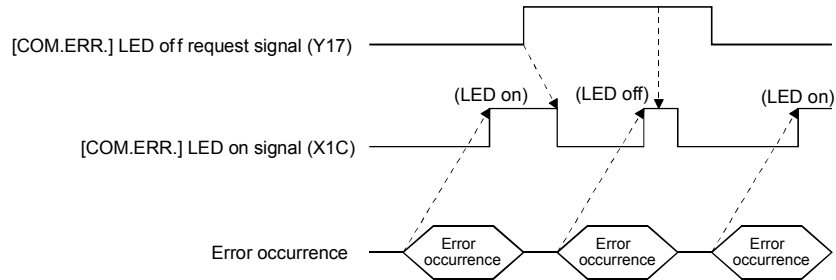 [COM.ERR.] LED off request signal (Y17)
(LED on)
(LED off)
(LED on)
[COM.ERR.] LED on signal (X1C)
Error occurrence
Error
occurrence
Error
occurrence
Error
occurrence